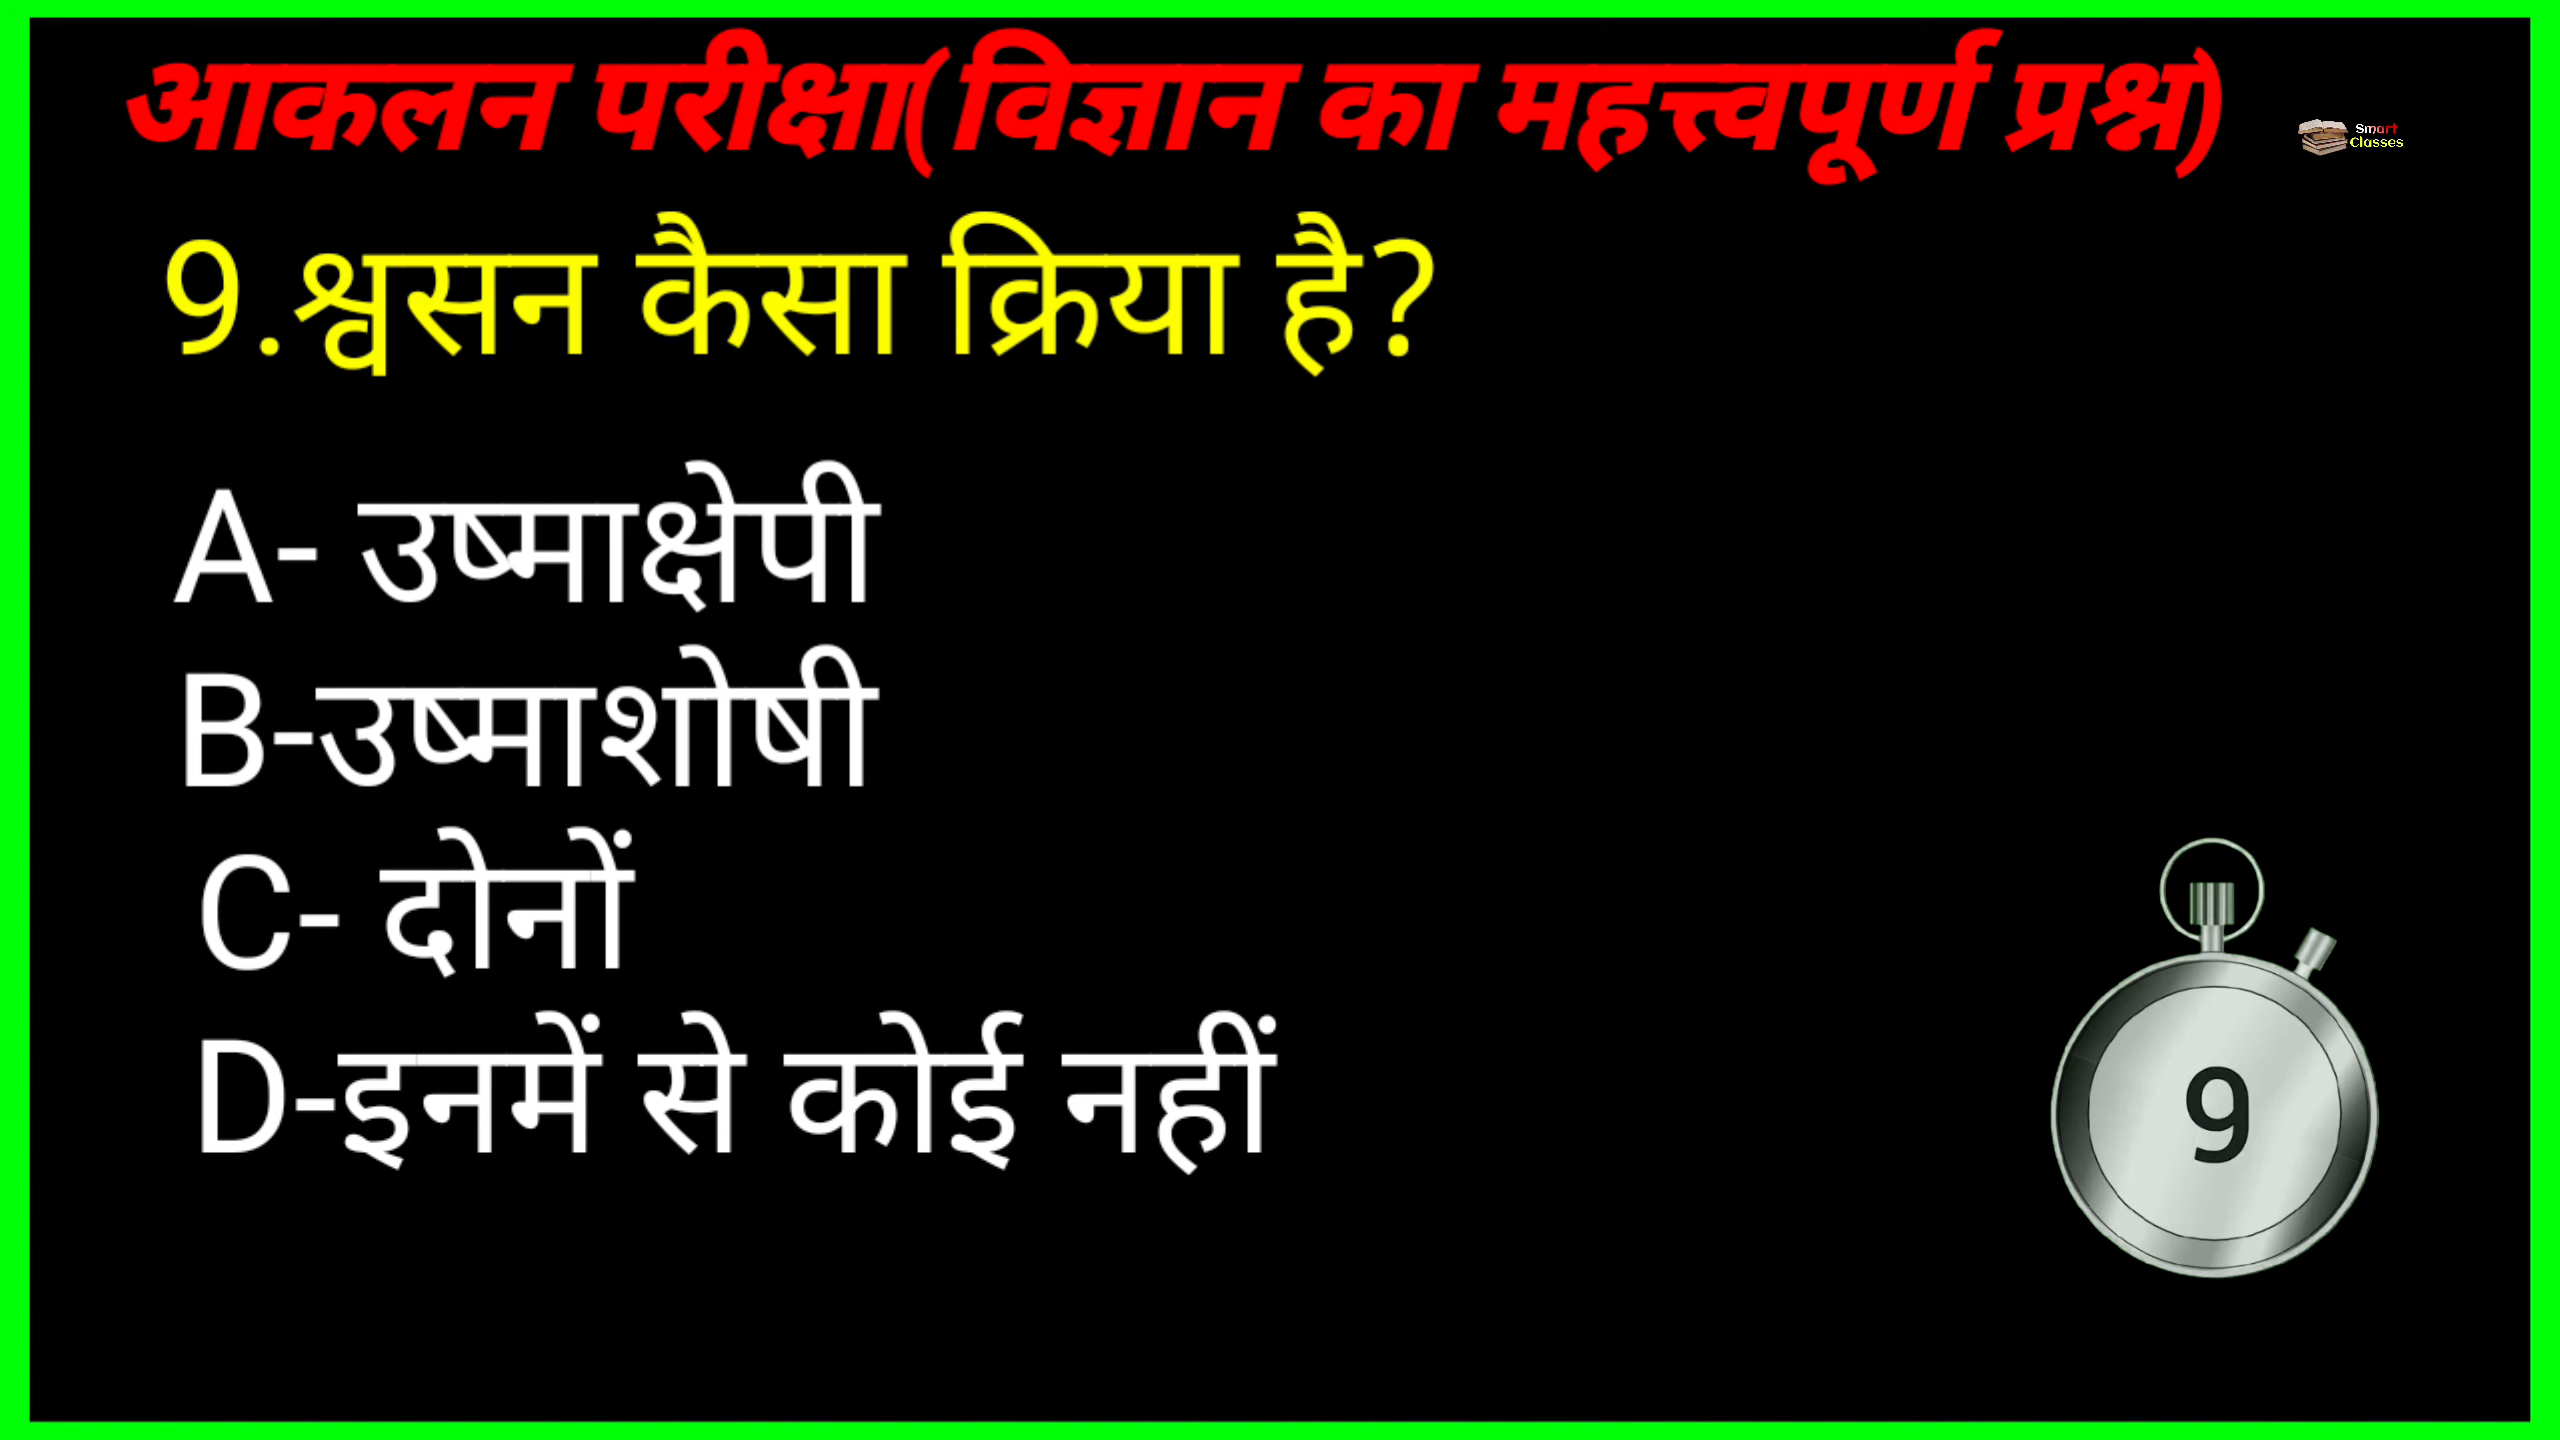 आकलन परीक्षा(विज्ञान का महत्त्वपूर्ण प्रश्न)
Smart
Classes
9.श्वसन कैसा क्रिया है?
A- उष्माक्षेपी
B-उष्माशोषी
C- दोनों
D-इनमें से कोई नहीं
9